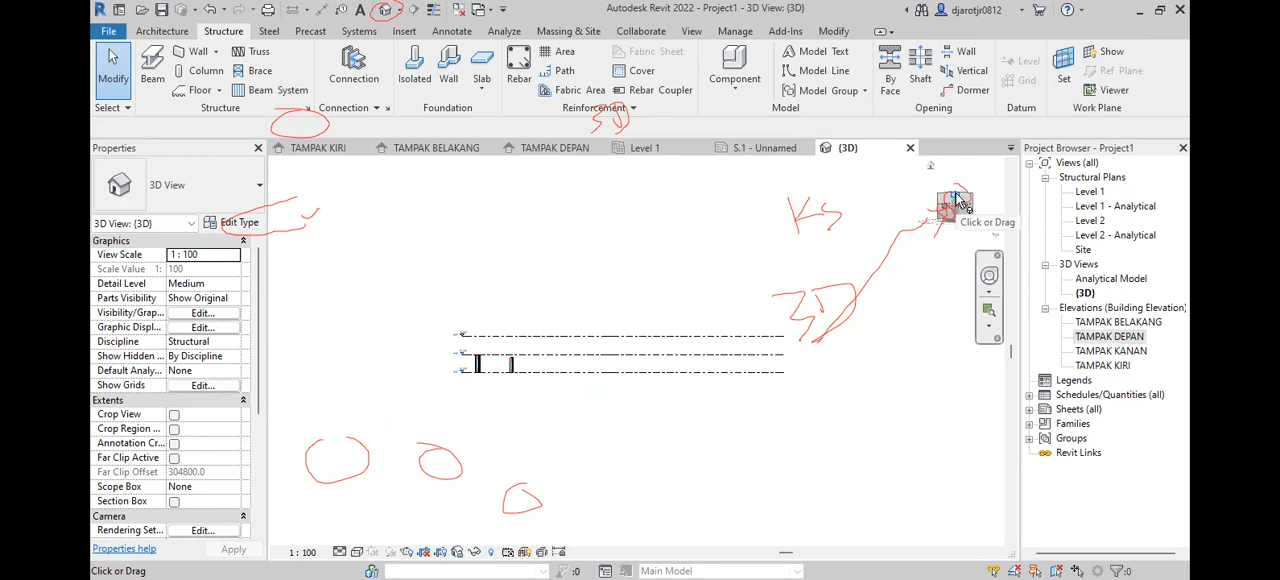 Autodesk Revit 2022 - Project1 - 3D View: {3D}
djarotjr0812
File Architecture Structure Steel Precast Systems Insert Annotate Analyze Massing & Site Collaborate View Manage Add-Ins Modify
Modify
Select
Beam
Wall
Column
Floor
Truss
Brace
Beam System
Structure
Connection
Connection
Isolated
Wall
Slab
Foundation
Rebar
Area
Path
Fabric Area
Fabric Sheet
Cover
Rebar Coupler
Reinforcement
Component
Model Text
Model Line
Model Group
Model
By Face
Shaft
Wall
Vertical
Dormer
Opening
Level
Grid
Datum
Set
Show
Ref Plane
Viewer
Work Plane
3D
Properties
TAMPAK KIRI
TAMPAK BELAKANG
TAMPAK DEPAN
Level 1
S.1 - Unnamed
{3D}
Project Browser - Project1
3D View
3D View: {3D}
Edit Type
Graphics
View Scale 1 : 100
Scale Value 1: 100
Detail Level Medium
Parts Visibility Show Original
Visibility/Grap... Edit...
Graphic Displ... Edit...
Discipline Structural
Show Hidden ... By Discipline
Default Analy... None
Show Grids Edit...
Extents
Crop View
Crop Region ...
Annotation Cr...
Far Clip Active
Far Clip Offset 304800.0
Scope Box None
Section Box
Camera
Rendering Set... Edit...
Properties help
Apply
Click or Drag
KS
3D
Views (all)
Structural Plans
Level 1
Level 1 - Analytical
Level 2
Level 2 - Analytical
Site
3D Views
Analytical Model
{3D}
Elevations (Building Elevation)
TAMPAK BELAKANG
TAMPAK DEPAN
TAMPAK KANAN
TAMPAK KIRI
Legends
Schedules/Quantities (all)
Sheets (all)
Families
Groups
Revit Links
1 : 100
Click or Drag
:0
Main Model
:0